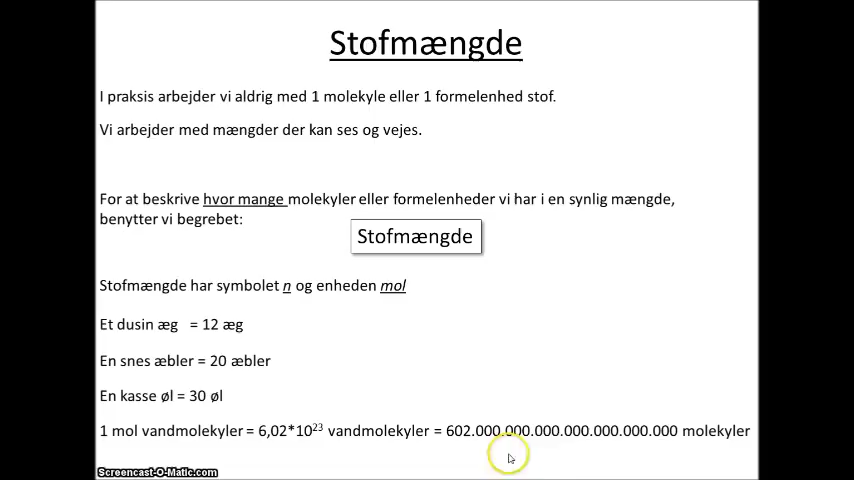 Stofmængde
I praksis arbejder vi aldrig med 1 molekyle eller 1 formelenhed stof.
Vi arbejder med mængder der kan ses og vejes.
For at beskrive hvor mange molekyler eller formelenheder vi har i en synlig mængde,
benytter vi begrebet:
Stofmængde
Stofmængde har symbolet n og enheden mol
Et dusin æg = 12 æg
En snes æbler = 20 æbler
En kasse øl = 30 øl
1 mol vandmolekyler = 6,02*10²³ vandmolekyler = 602.000.000.000.000.000.000.000 molekyler
Screencast-O-Matic.com